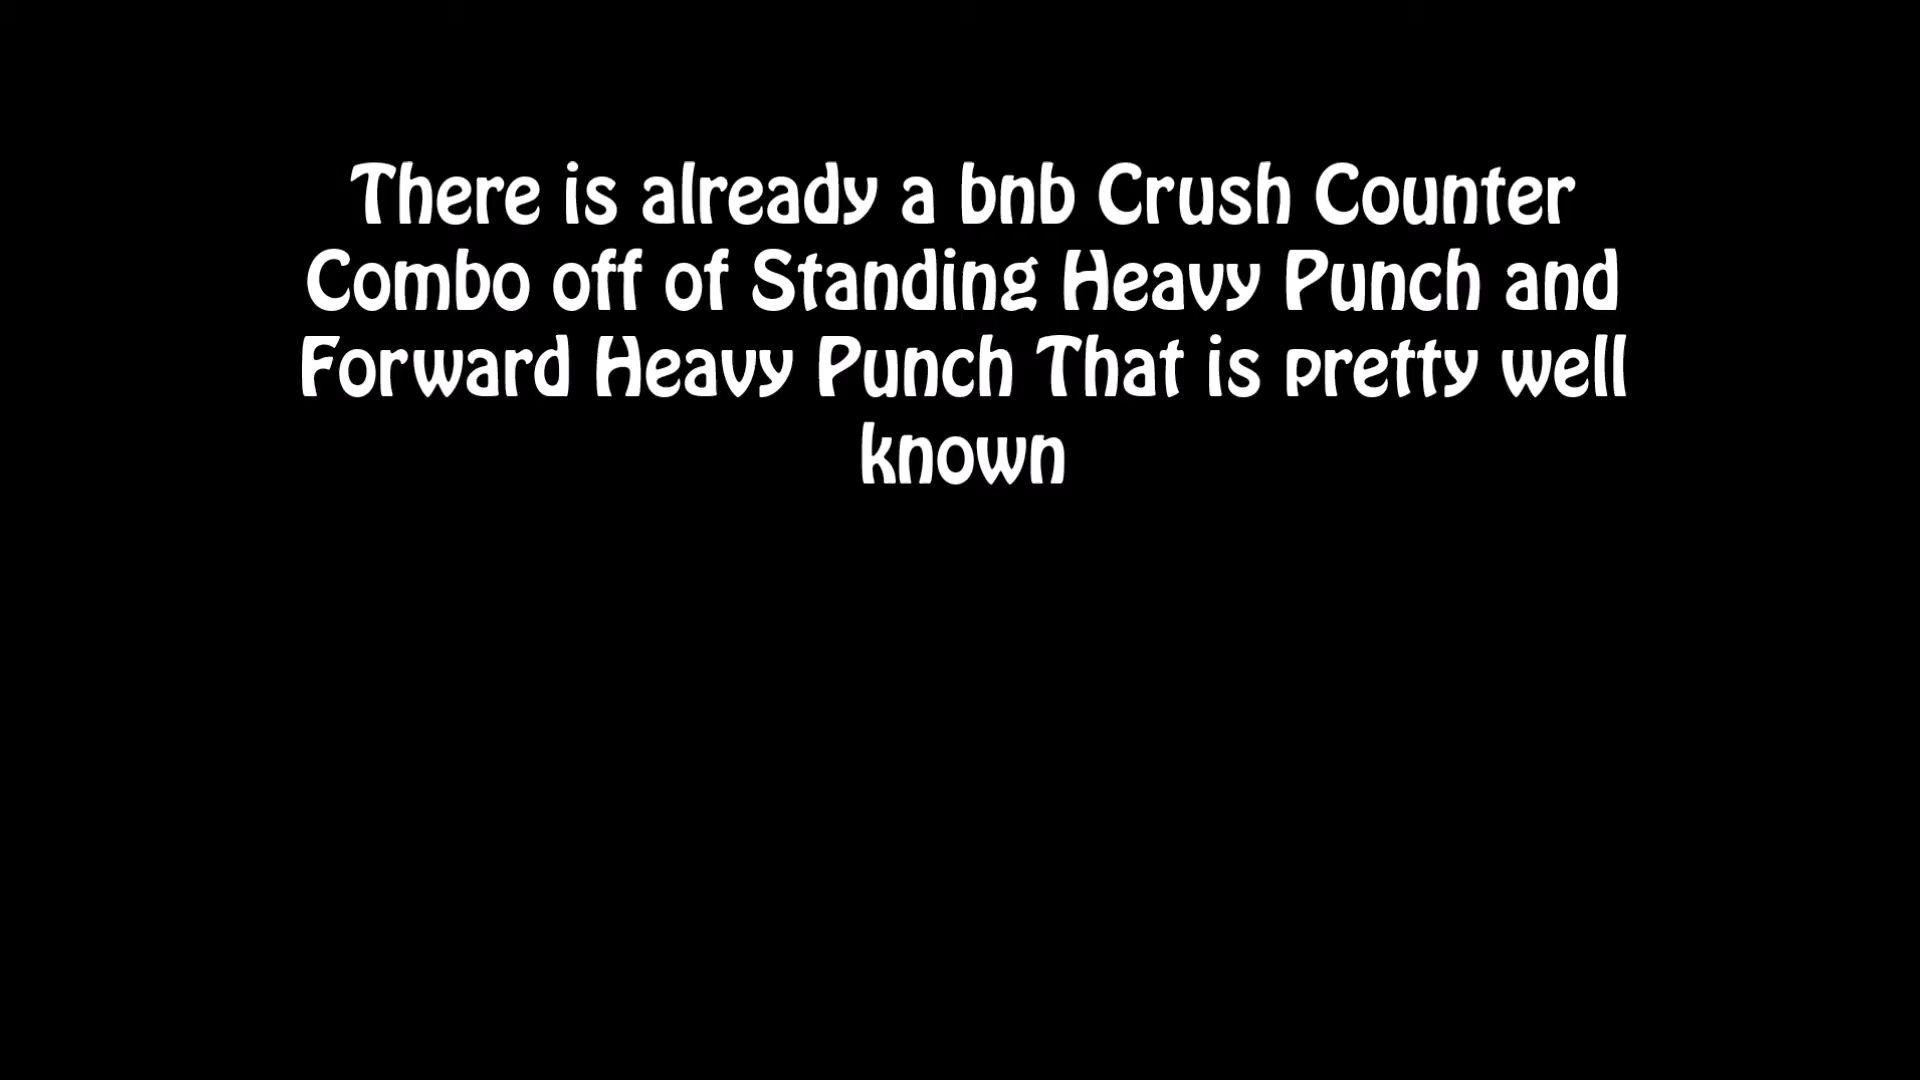 There is already a bnb Crush Counter
Combo off of Standing Heavy Punch and
Forward Heavy Punch That is pretty well
known